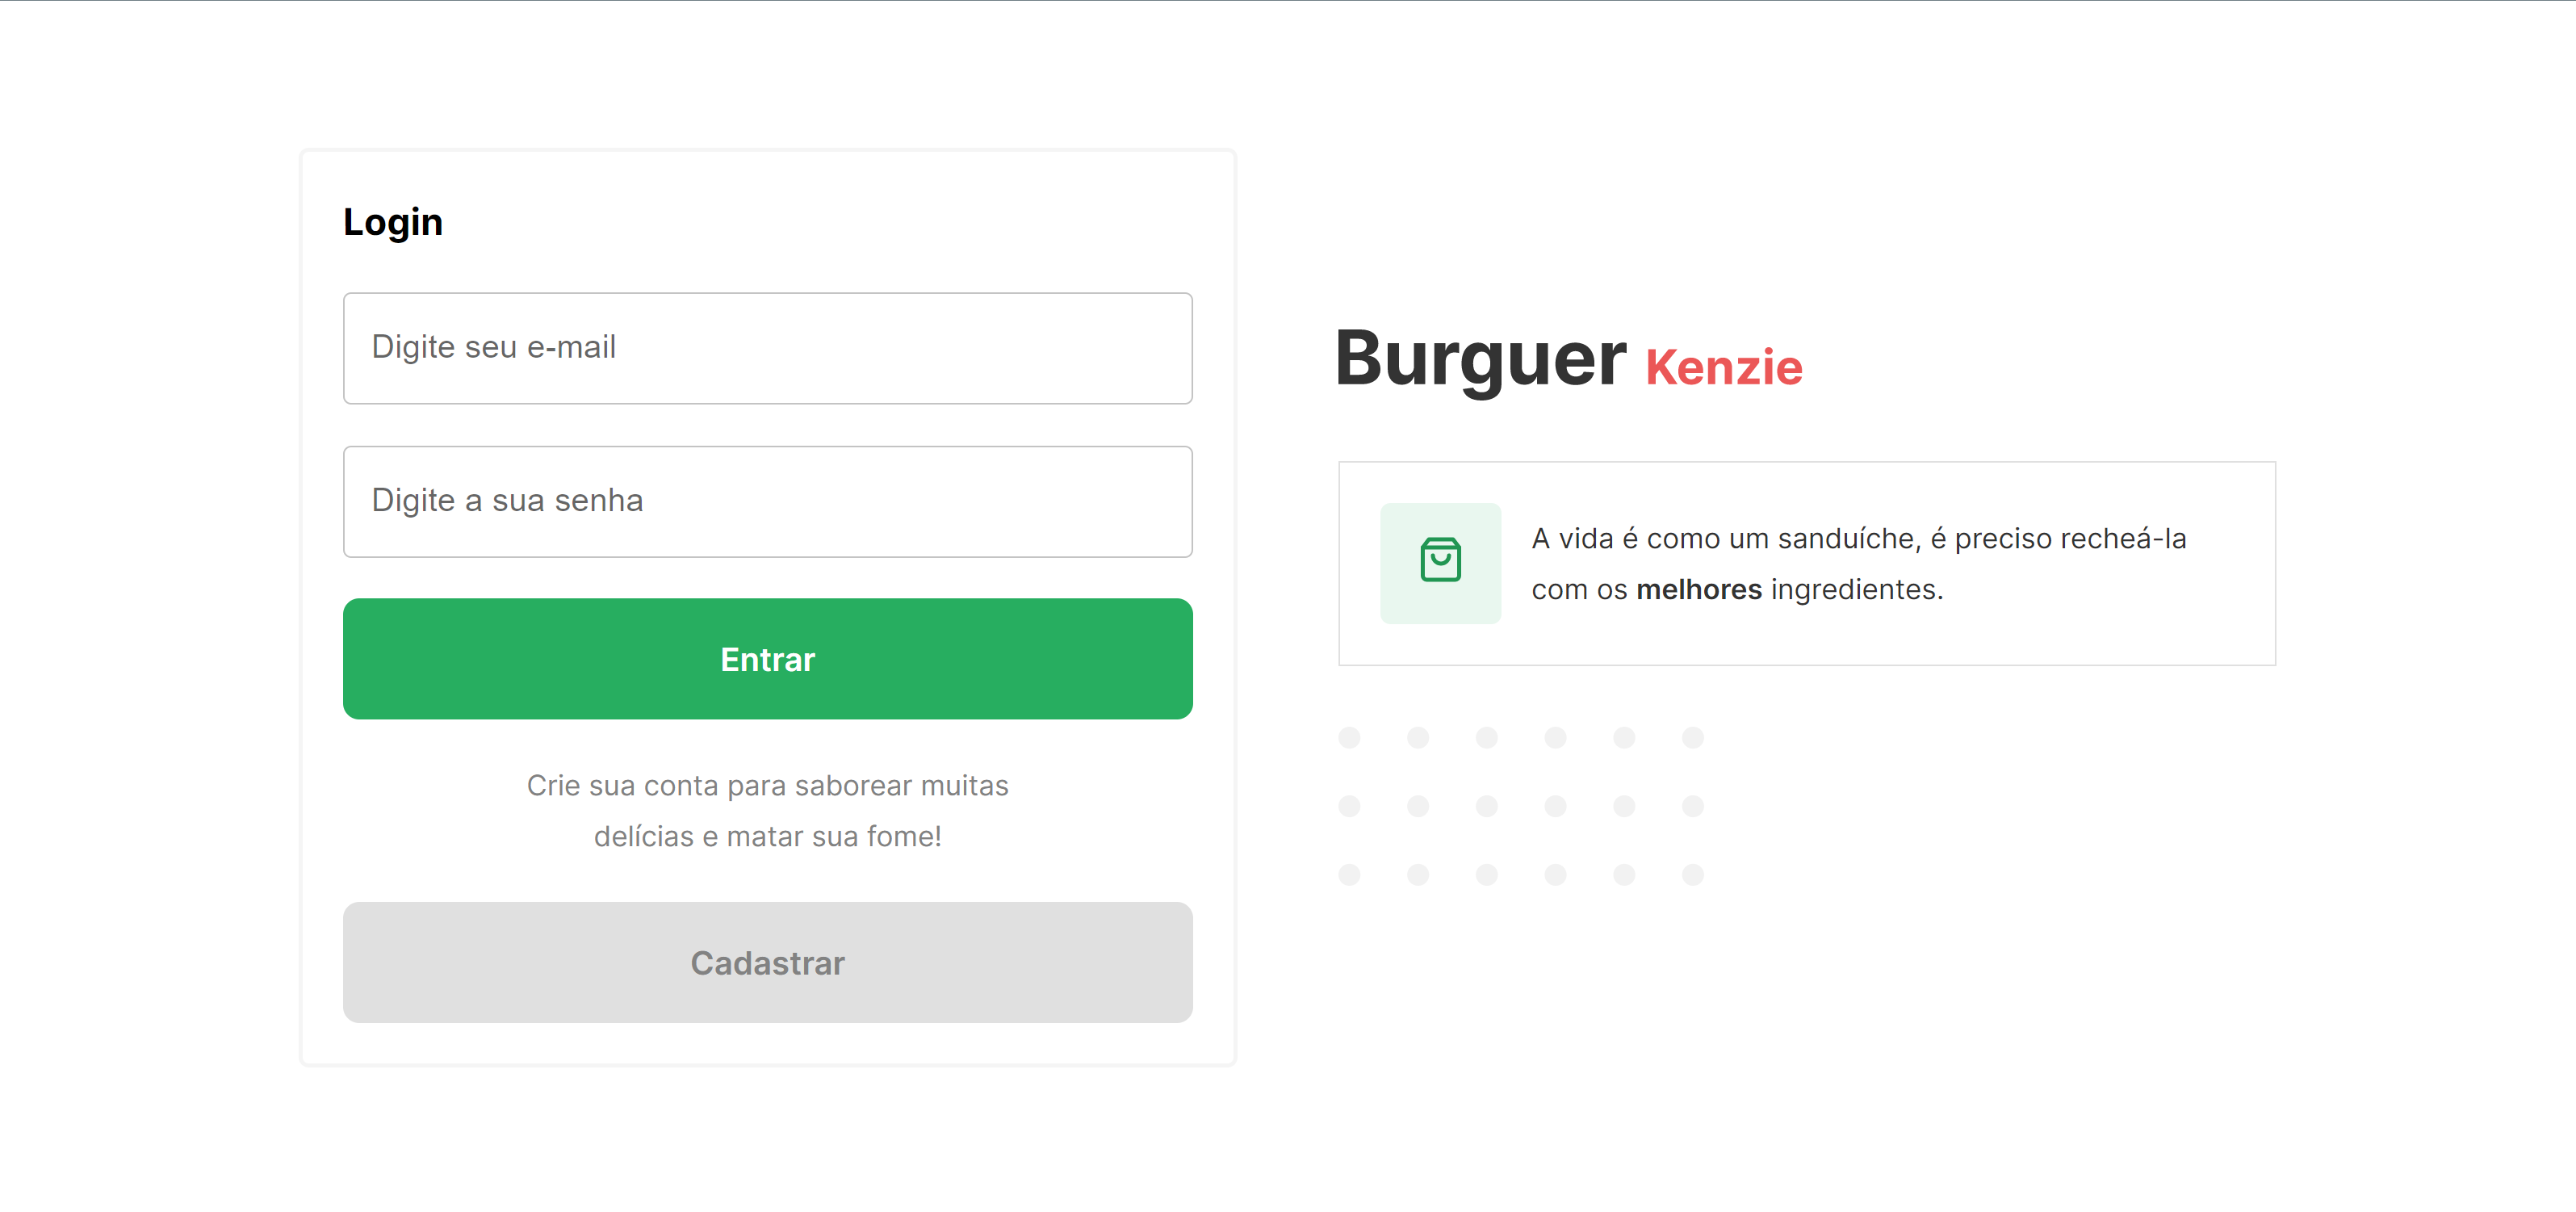 Login
Digite seu e-mail
Digite a sua senha
Entrar
Crie sua conta para saborear muitas
delícias e matar sua fome!
Cadastrar
Burguer Kenzie
A vida é como um sanduíche, é preciso recheá-la
com os melhores ingredientes.